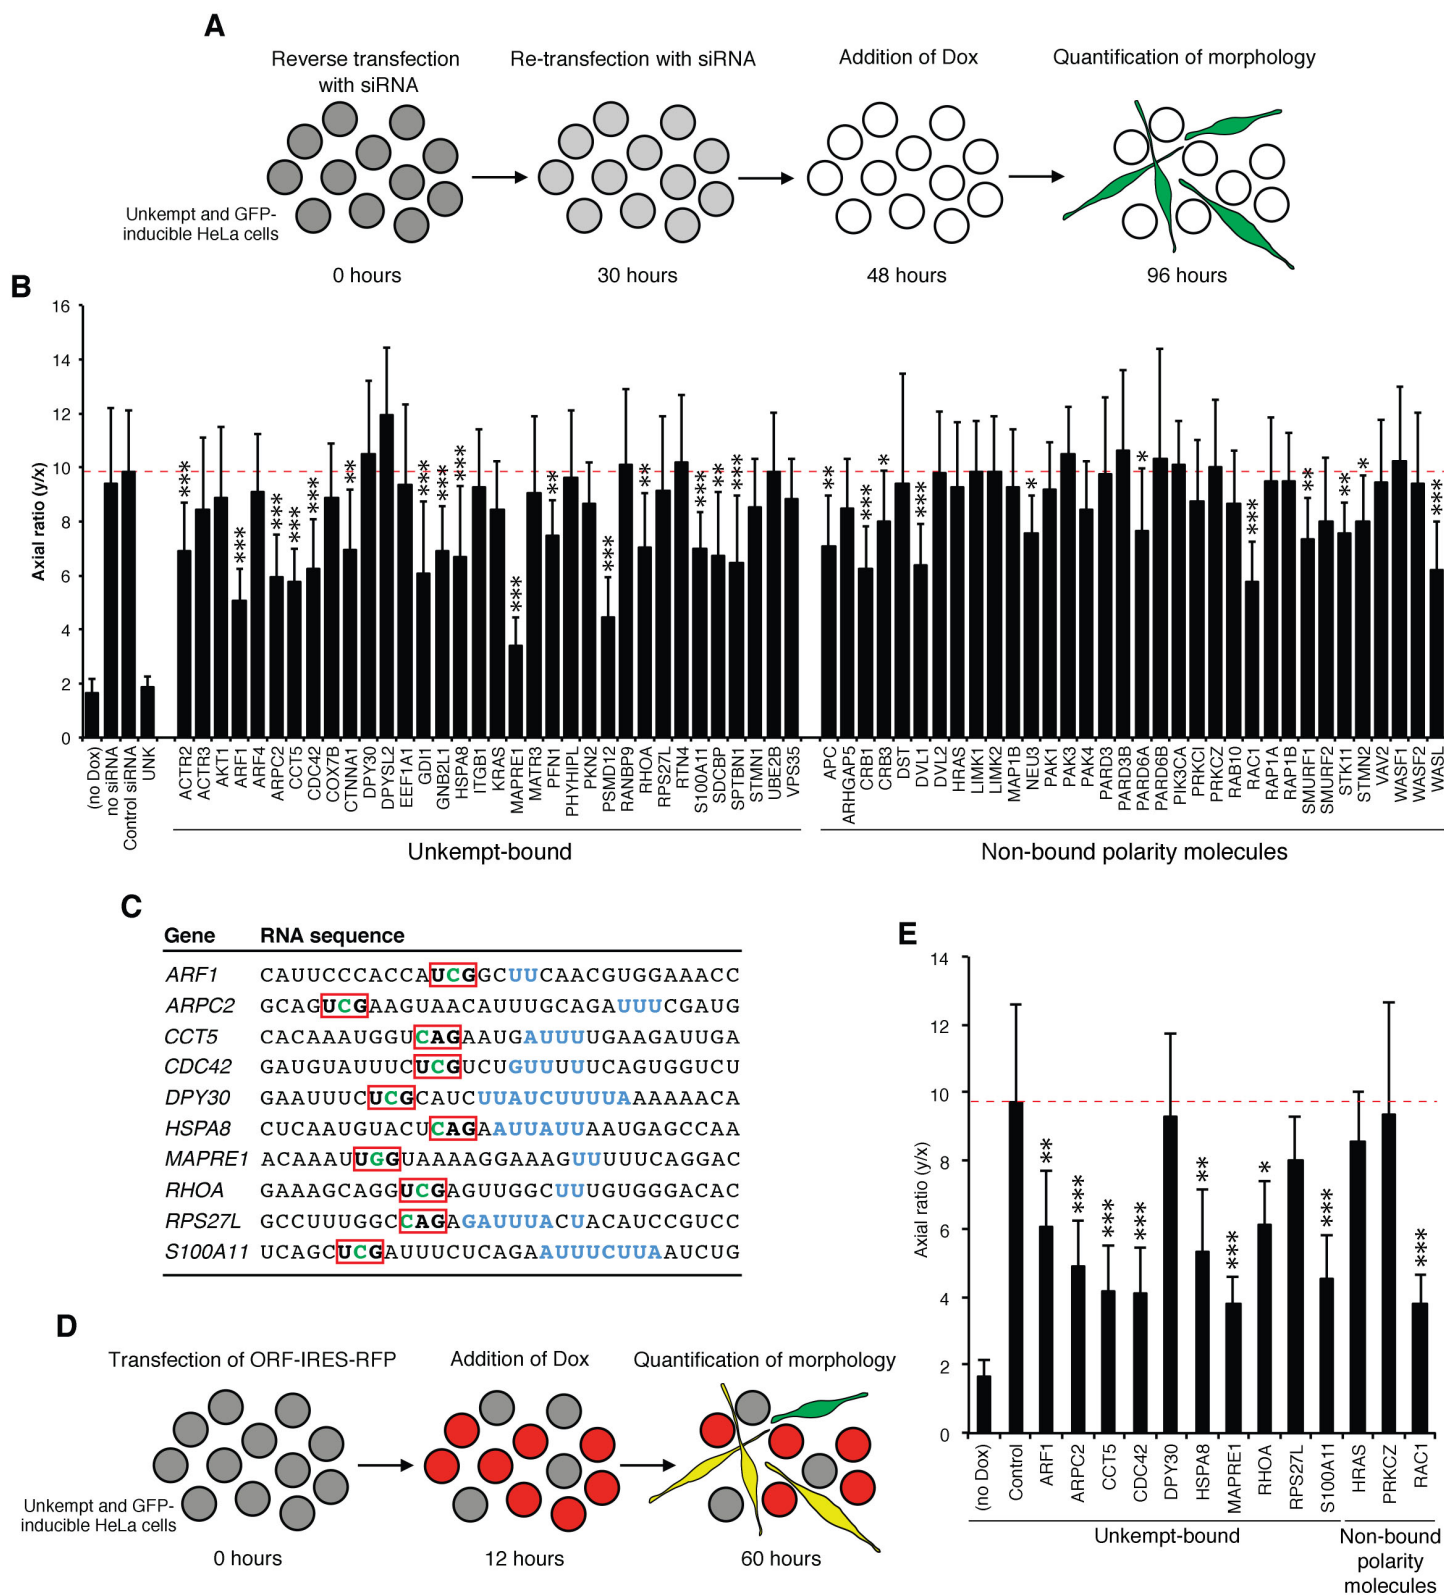 A
Reverse transfection
with siRNA
Re-transfection with siRNA
Addition of Dox
Quantification of morphology
Unkempt and GFP-
inducible HeLa cells
0 hours
30 hours
48 hours
96 hours
B
Axial ratio (y/x)
16
14
12
10
8
6
4
2
0
*** *** *** *** *** ** *** *** *** *** ** *** ** *** ** ***
** *** * *** * * *** ** ** * ***
(no Dox)
no siRNA
Control siRNA
UNK
ACTR2
ACTR3
AKT1
ARF1
ARF4
ARPC2
CCT5
CDC42
COX7B
CTNNA1
DPY30
DPYSL2
EEF1A1
GDI1
GNB2L1
HSPA8
ITGB1
KRAS
MAPRE1
MATR3
PFN1
PHYHIPL
PKN2
PSMD12
RANBP9
RHOA
RPS27L
RTN4
S100A11
SDCBP
SPTBN1
STMN1
UBE2B
VPS35
APC
ARHGAP5
CRB1
CRB3
DST
DVL1
DVL2
HRAS
LIMK1
LIMK2
MAP1B
NEU3
PAK1
PAK3
PAK4
PARD3
PARD3B
PARD6A
PARD6B
PIK3CA
PRKCI
PRKCZ
RAB10
RAC1
RAP1A
RAP1B
SMURF1
SMURF2
STK11
STMN2
VAV2
WASF1
WASF2
WASL
Unkempt-bound
Non-bound polarity molecules
C
Gene RNA sequence
ARF1 CAUUCCCACCAUCGGCUUCAACGUGGAAACC
ARPC2 GCAGUCGAAGUAACAUUUGCAGAUUUCGAUG
CCT5 CACAAAUGGUCAGAAUGAUUUUGAAGAUUGA
CDC42 GAUGUAUUUCUCGUCUGUUUUUCAGUGGUCU
DPY30 GAAUUUCUCGCAUCUUAUCUUUUAAAAAACA
HSPA8 CUCAAUGUACUCAGAAUUAUUAAUGAGCCAA
MAPRE1 ACAAAUUGGUAAAAGGAAAGUUUUUCAGGAC
RHOA GAAAGCAGGUCGAGUUGGCUUUGUGGGACAC
RPS27L GCCUUUGGCCAGAGAUUUACUACAUCCGUCC
S100A11 UCAGCUCGAUUUCUCAGAAUUUCUUAAUCUG
D
Transfection of ORF-IRES-RFP
Addition of Dox
Quantification of morphology
Unkempt and GFP-
inducible HeLa cells
0 hours
12 hours
60 hours
E
Axial ratio (y/x)
14
12
10
8
6
4
2
0
** *** *** *** ** *** * *** ***
(no Dox)
Control
ARF1
ARPC2
CCT5
CDC42
DPY30
HSPA8
MAPRE1
RHOA
RPS27L
S100A11
HRAS
PRKCZ
RAC1
Unkempt-bound
Non-bound
polarity
molecules